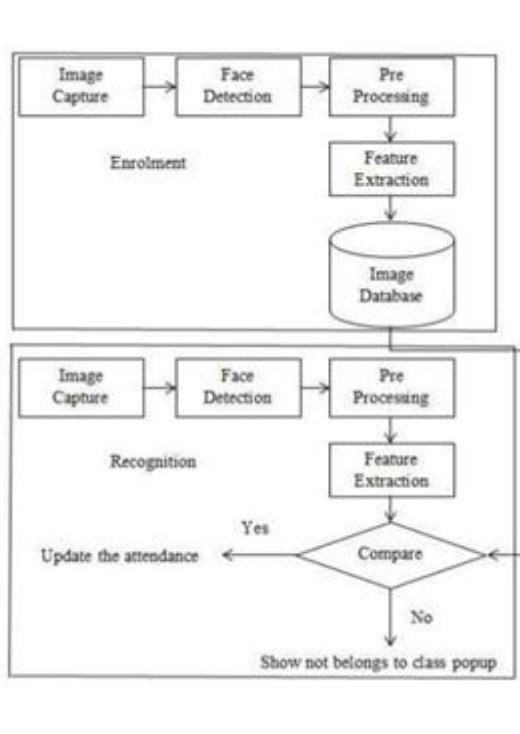 Image
Capture
Face
Detection
Pre
Processing
Enrolment
Feature
Extraction
Image
Database
Image
Capture
Face
Detection
Pre
Processing
Recognition
Feature
Extraction
Yes
Update the attendance
Compare
No
Show not belongs to class popup